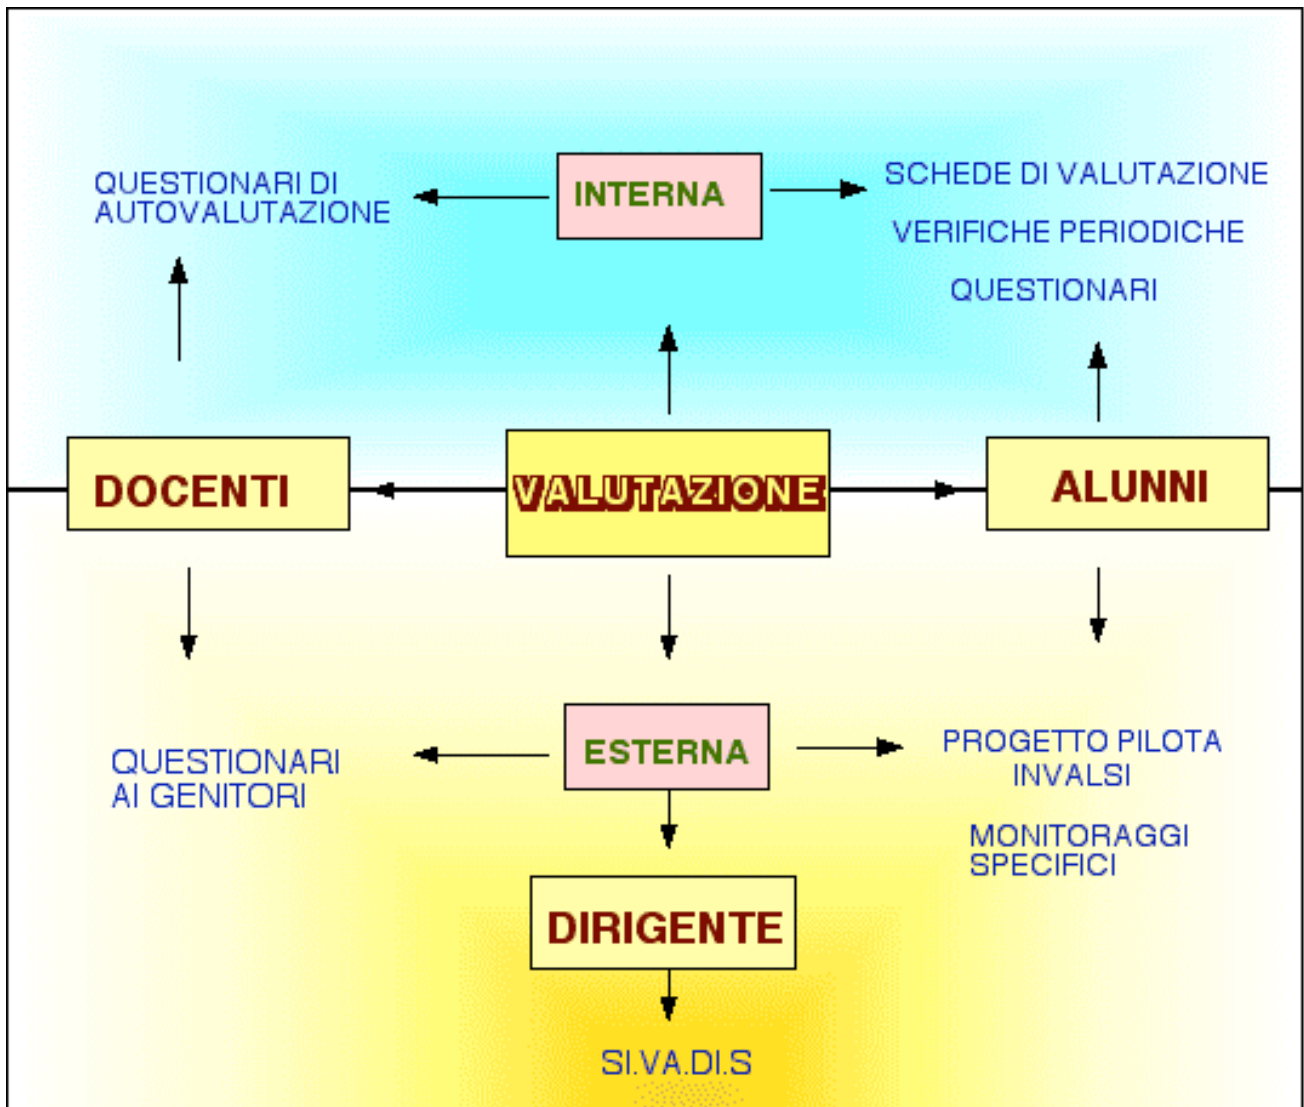 INTERNA
QUESTIONARI DI
AUTOVALUTAZIONE
SCHEDE DI VALUTAZIONE
VERIFICHE PERIODICHE
QUESTIONARI
DOCENTI
VALUTAZIONE
ALUNNI
ESTERNA
QUESTIONARI
AI GENITORI
PROGETTO PILOTA
INVALSI
MONITORAGGI
SPECIFICI
DIRIGENTE
SI.VA.DI.S